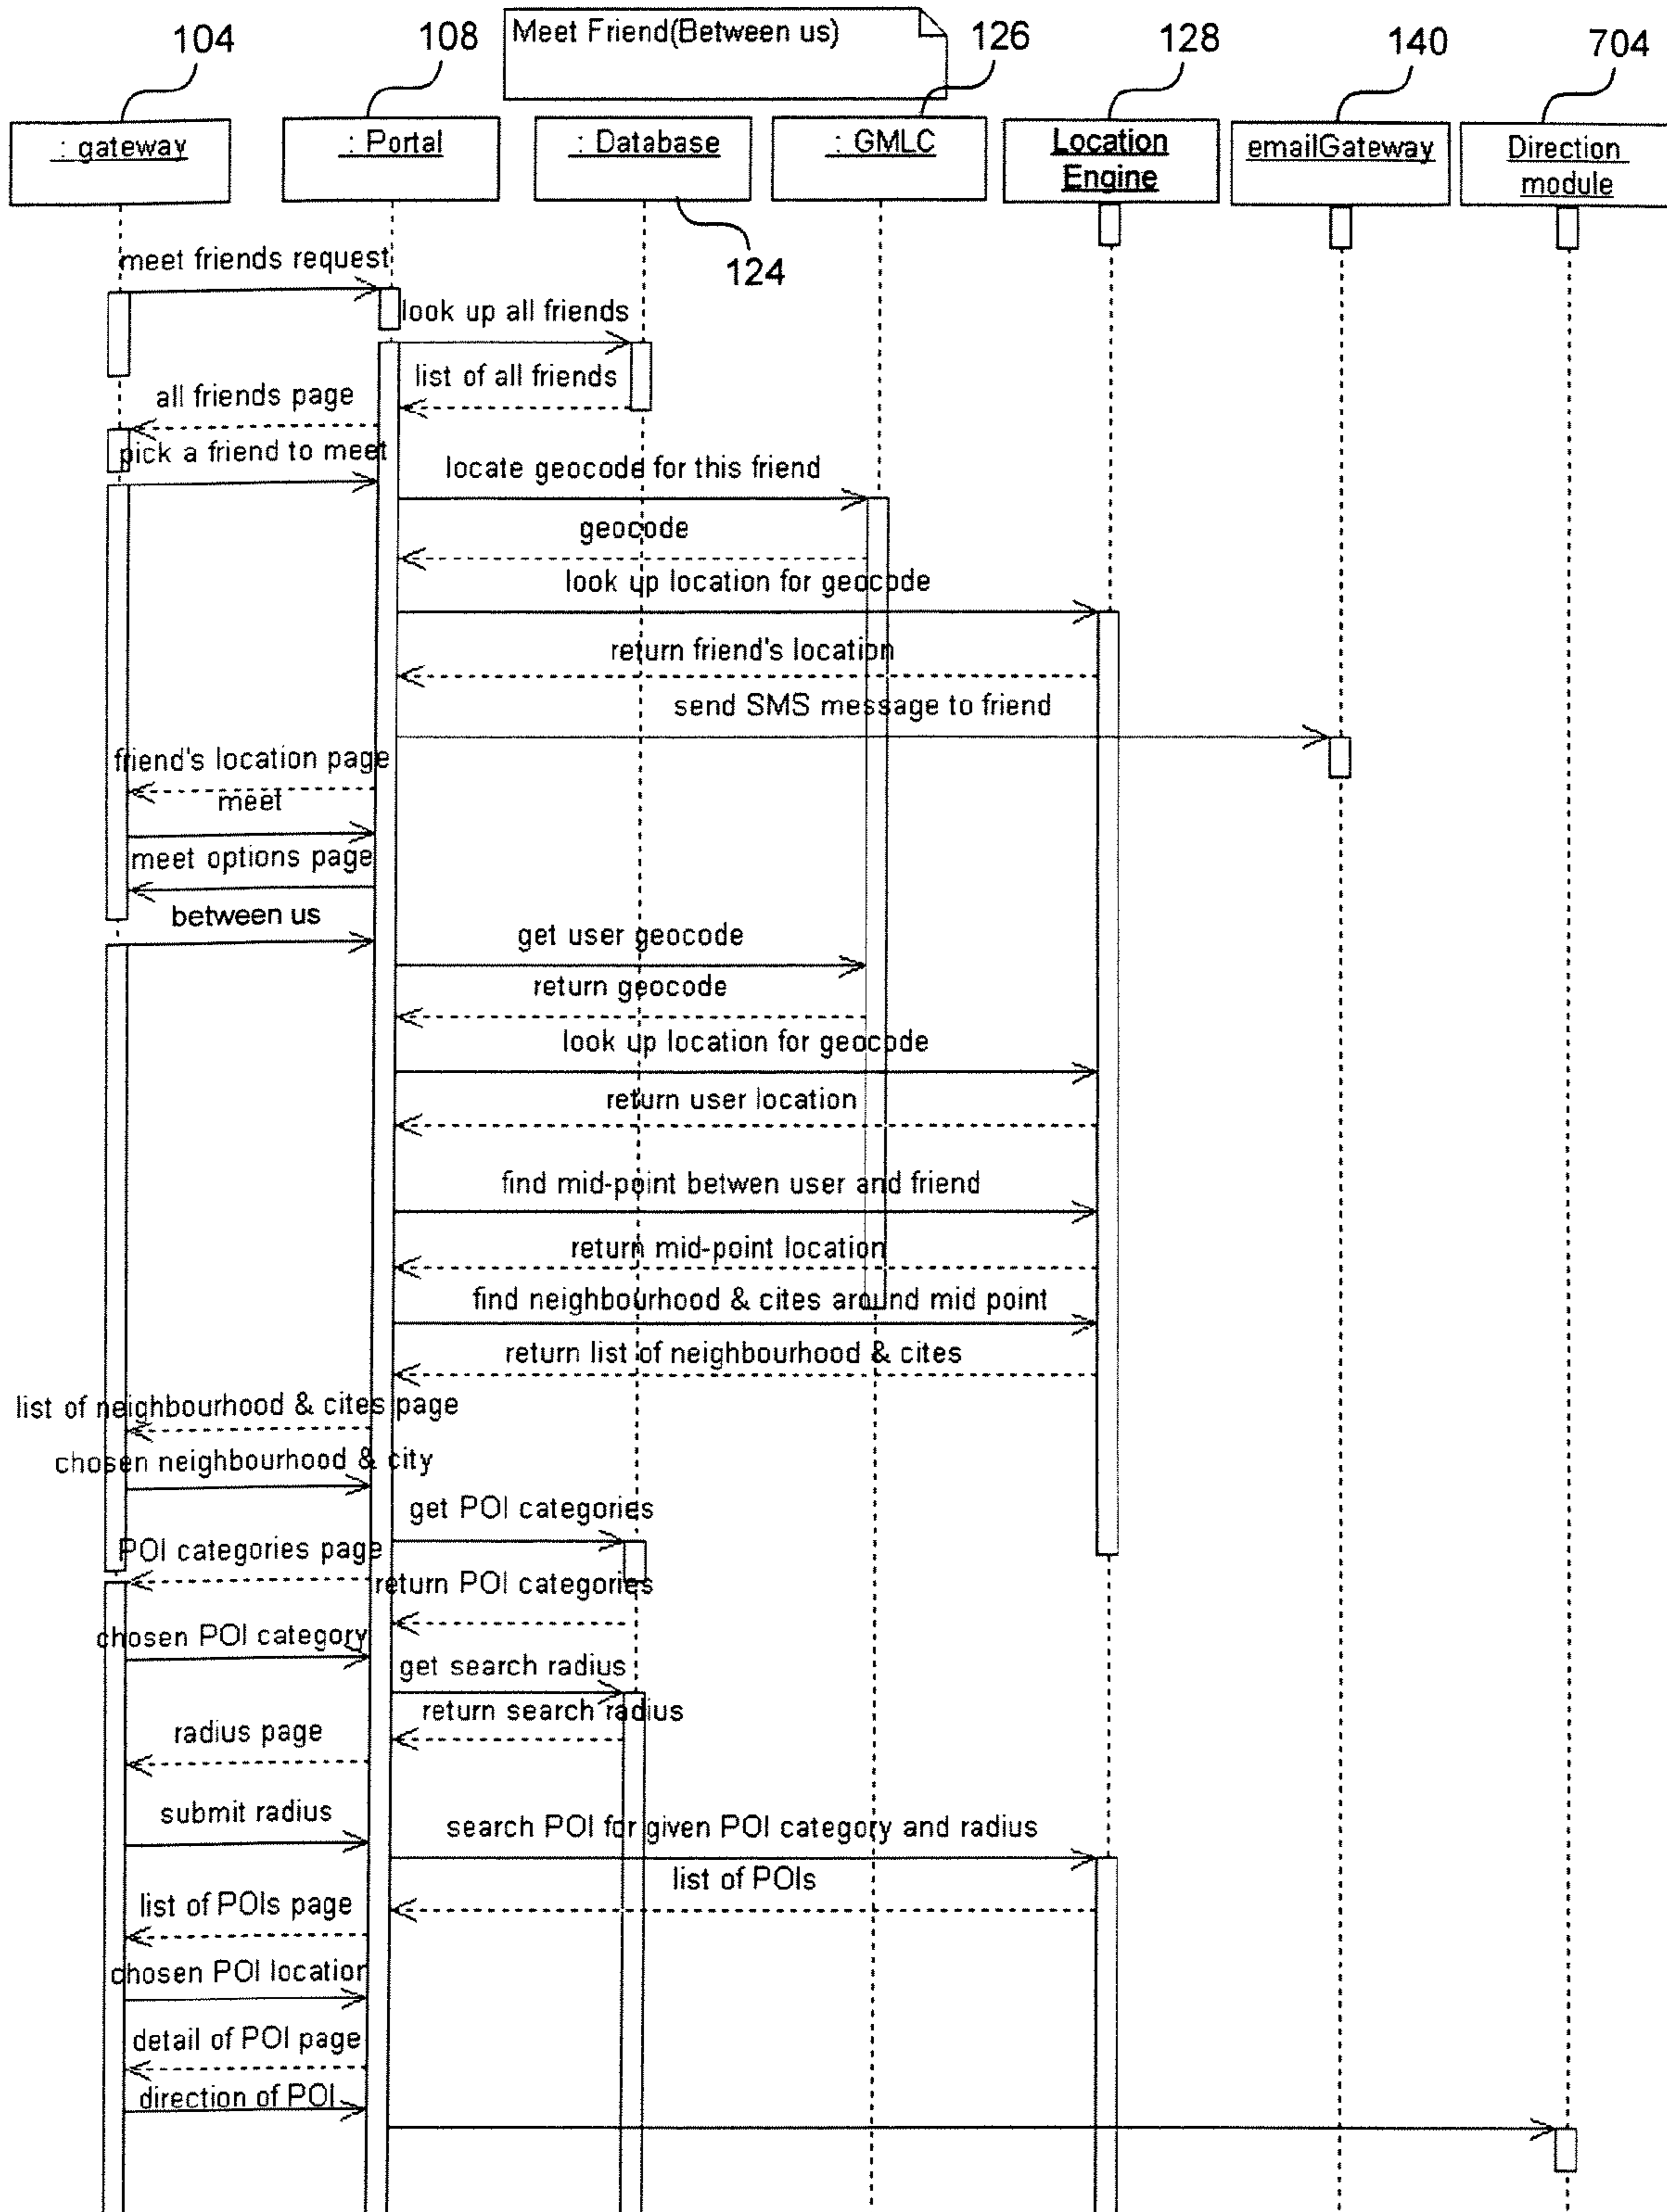 Meet Friend(Between us)
104
108
126
128
140
704
: gateway
: Portal
: Database
: GMLC
Location
Engine
emailGateway
Direction
module
124
meet friends request
look up all friends
list of all friends
all friends page
pick a friend to meet
locate geocode for this friend
geocode
look up location for geocode
return friend's location
send SMS message to friend
friend's location page
meet
meet options page
between us
get user geocode
return geocode
look up location for geocode
return user location
find mid-point betwen user and friend
return mid-point location
find neighbourhood & cites around mid point
return list of neighbourhood & cites
list of neighbourhood & cites page
chosen neighbourhood & city
get POI categories
POI categories page
return POI categories
chosen POI category
get search radius
return search radius
radius page
submit radius
search POI for given POI category and radius
list of POIs
list of POIs page
chosen POI location
detail of POI page
direction of POI